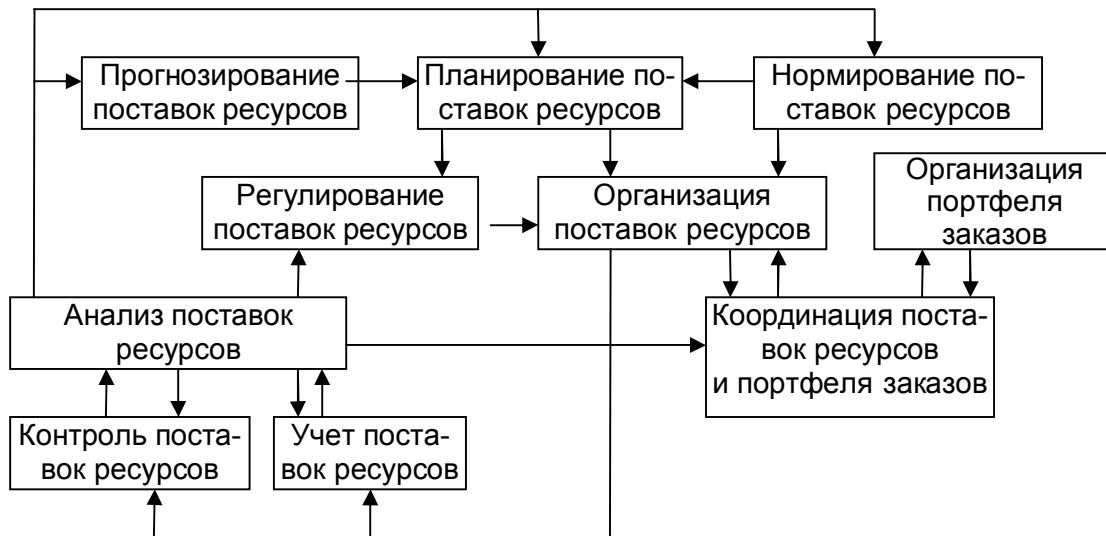 Прогнозирование
поставок ресурсов
Планирование по-
ставок ресурсов
Нормирование по-
ставок ресурсов
Регулирование
поставок ресурсов
Организация
поставок ресурсов
Организация
портфеля
заказов
Анализ поставок
ресурсов
Координация поста-
вок ресурсов
и портфеля заказов
Контроль поста-
вок ресурсов
Учет поста-
вок ресурсов